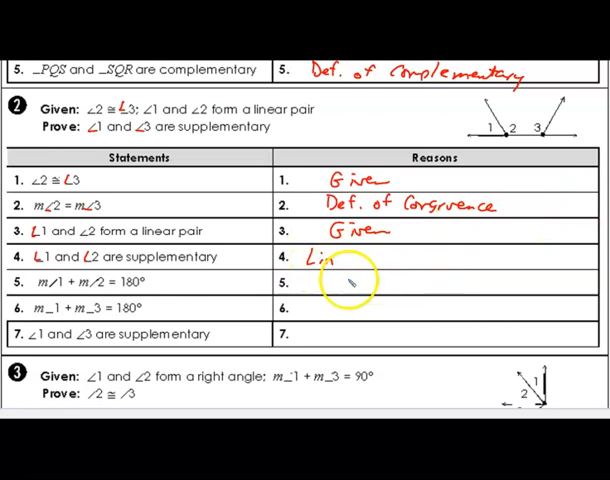 5. ∠PQS and ∠SQR are complementary 5. Def. of Complementary
2 Given: ∠2 ≅ ∠3; ∠1 and ∠2 form a linear pair
Prove: ∠1 and ∠3 are supplementary
1 2 3
Statements Reasons
1. ∠2 ≅ ∠3 1. Given
2. m∠2 = m∠3 2. Def. of Congruence
3. ∠1 and ∠2 form a linear pair 3. Given
4. ∠1 and ∠2 are supplementary 4. Lin
5. m∠1 + m∠2 = 180° 5.
6. m∠1 + m∠3 = 180° 6.
7. ∠1 and ∠3 are supplementary 7.
3 Given: ∠1 and ∠2 form a right angle; m∠1 + m∠3 = 90°
Prove: ∠2 ≅ ∠3
1
2